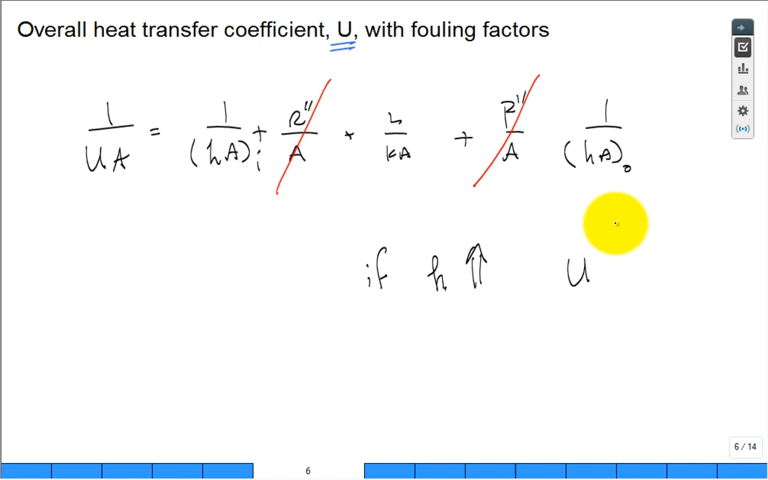 Overall heat transfer coefficient, U, with fouling factors
1/UA = 1/(hA)i + R"/A + L/KA + R"/A 1/(hA)o
if h ↑ U
6 / 14
6